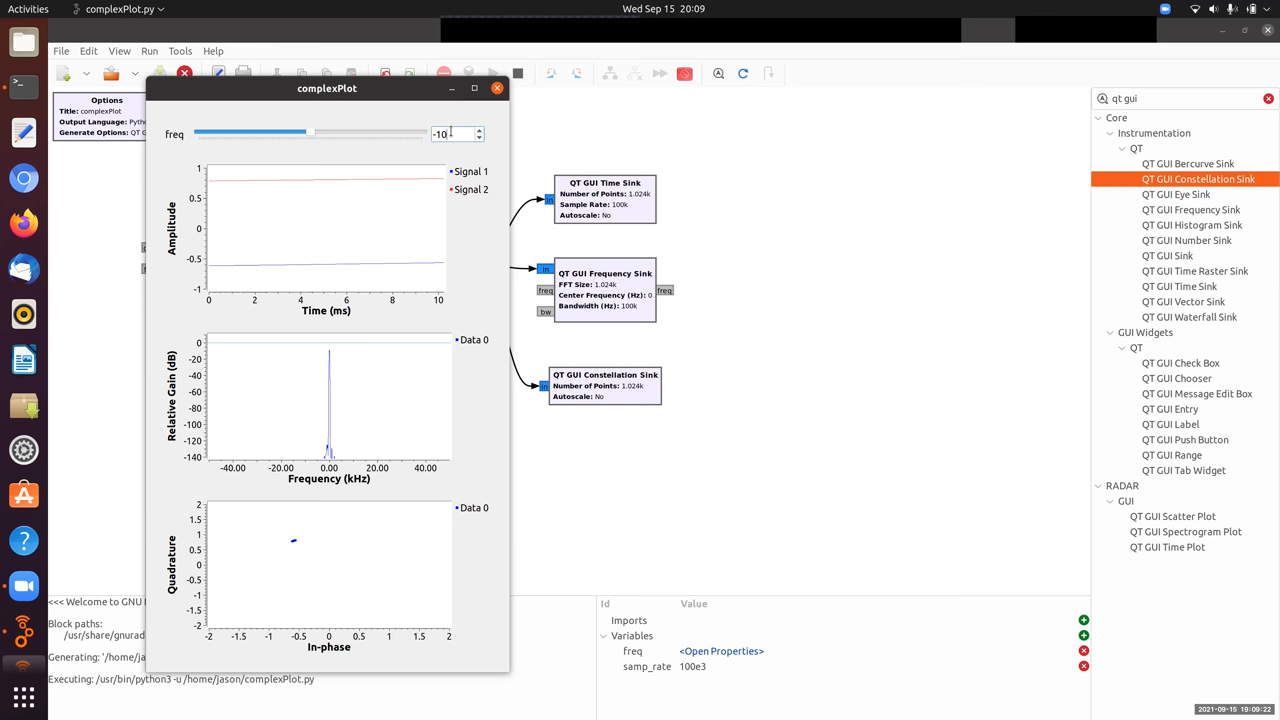 Activities
complexPlot.py
Wed Sep 15 20:09
File Edit View Run Tools Help
Options
Title: complexPlot
Output Language: Pyth
Generate Options: QT G
complexPlot
freq
-10
1
0.5
0
-0.5
-1
Amplitude
Signal 1
Signal 2
0 2 4 6 8 10
Time (ms)
0
-20
-40
-60
-80
-100
-120
-140
Relative Gain (dB)
Data 0
-40.00 -20.00 0.00 20.00 40.00
Frequency (kHz)
2
1.5
1
0.5
0
-0.5
-1
-1.5
-2
Quadrature
Data 0
-2 -1.5 -1 -0.5 0 0.5 1 1.5 2
In-phase
QT GUI Time Sink
Number of Points: 1.024k
Sample Rate: 100k
Autoscale: No
in
QT GUI Frequency Sink
FFT Size: 1.024k
Center Frequency (Hz): 0
Bandwidth (Hz): 100k
in
freq
bw
freq
QT GUI Constellation Sink
Number of Points: 1.024k
Autoscale: No
in
<<< Welcome to GNU
Block paths:
/usr/share/gnurad
Generating: '/home/ja
Executing: /usr/bin/python3 -u /home/jason/complexPlot.py
Id Value
Imports
Variables
freq <Open Properties>
samp_rate 100e3
qt gui
Core
Instrumentation
QT
QT GUI Bercurve Sink
QT GUI Constellation Sink
QT GUI Eye Sink
QT GUI Frequency Sink
QT GUI Histogram Sink
QT GUI Number Sink
QT GUI Sink
QT GUI Time Raster Sink
QT GUI Time Sink
QT GUI Vector Sink
QT GUI Waterfall Sink
GUI Widgets
QT
QT GUI Check Box
QT GUI Chooser
QT GUI Message Edit Box
QT GUI Entry
QT GUI Label
QT GUI Push Button
QT GUI Range
QT GUI Tab Widget
RADAR
GUI
QT GUI Scatter Plot
QT GUI Spectrogram Plot
QT GUI Time Plot
2021-09-15 19:09:22